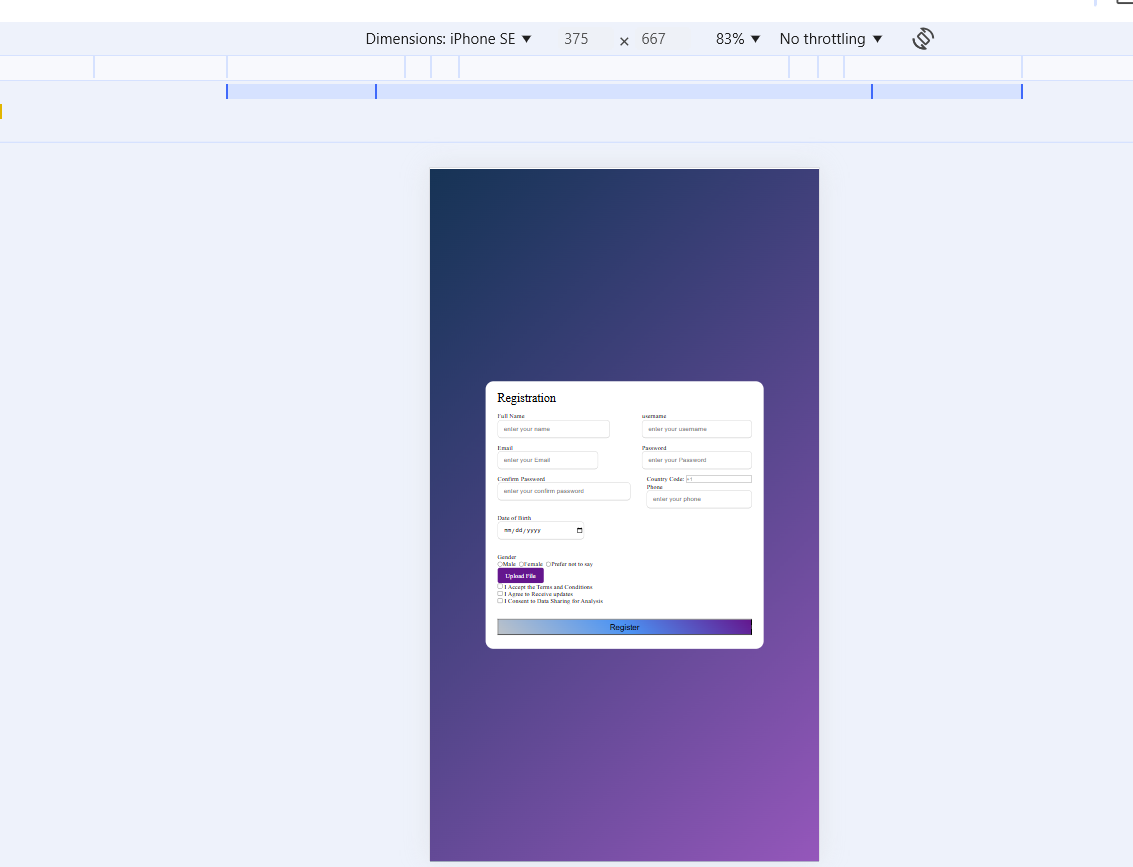 Dimensions: iPhone SE ▼ 375 × 667 83% ▼ No throttling ▼
Registration
Full Name username
enter your name enter your username
Email Password
enter your Email enter your Password
Confirm Password Country Code: +1
enter your confirm password Phone
enter your phone
Date of Birth
mm/dd/yyyy
Gender
Male Female Prefer not to say
Upload File
I Accept the Terms and Conditions
I Agree to Receive updates
I Consent to Data Sharing for Analysis
Register